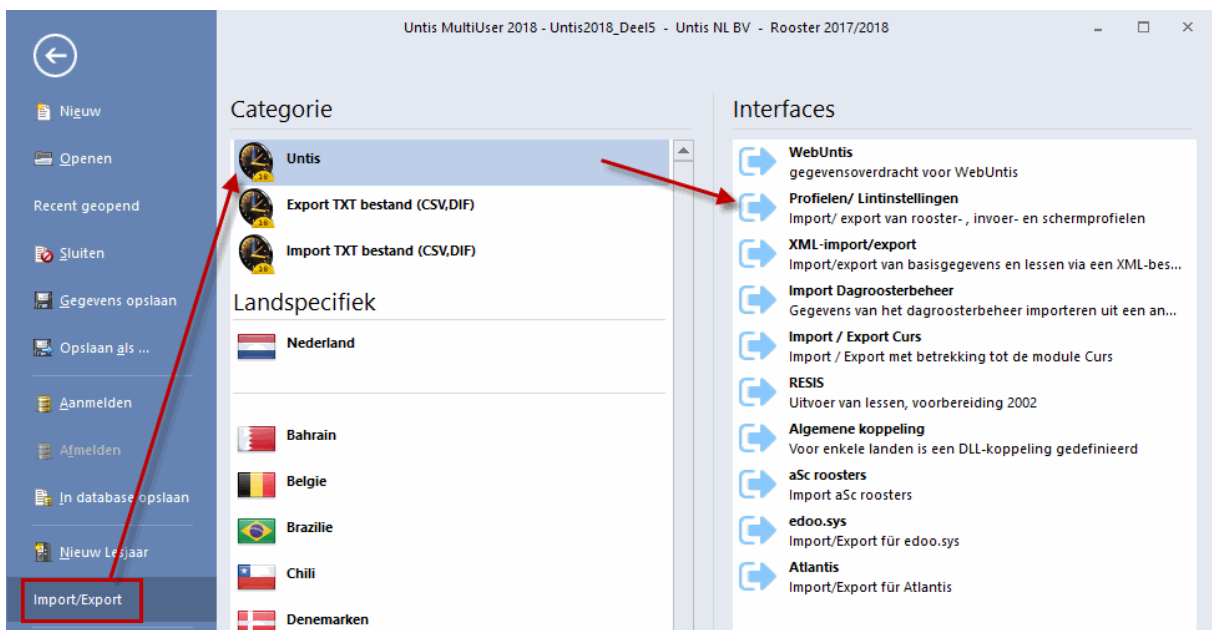 Untis MultiUser 2018 - Untis2018_Deel5 - Untis NL BV - Rooster 2017/2018
Nieuw
Openen
Recent geopend
Sluiten
Gegevens opslaan
Opslaan als ...
Aanmelden
Afmelden
In database opslaan
Nieuw Lesjaar
Import/Export
Categorie
18
Untis
18
Export TXT bestand (CSV,DIF)
18
Import TXT bestand (CSV,DIF)
Landspecifiek
Nederland
Bahrain
Belgie
Brazilie
Chili
Denemarken
Interfaces
WebUntis
gegevensoverdracht voor WebUntis
Profielen/ Lintinstellingen
Import/ export van rooster- , invoer- en schermprofielen
XML-import/export
Import/export van basisgegevens en lessen via een XML-bes...
Import Dagroosterbeheer
Gegevens van het dagroosterbeheer importeren uit een an...
Import / Export Curs
Import / Export met betrekking tot de module Curs
RESIS
Uitvoer van lessen, voorbereiding 2002
Algemene koppeling
Voor enkele landen is een DLL-koppeling gedefinieerd
aSc roosters
Import aSc roosters
edoo.sys
Import/Export für edoo.sys
Atlantis
Import/Export für Atlantis